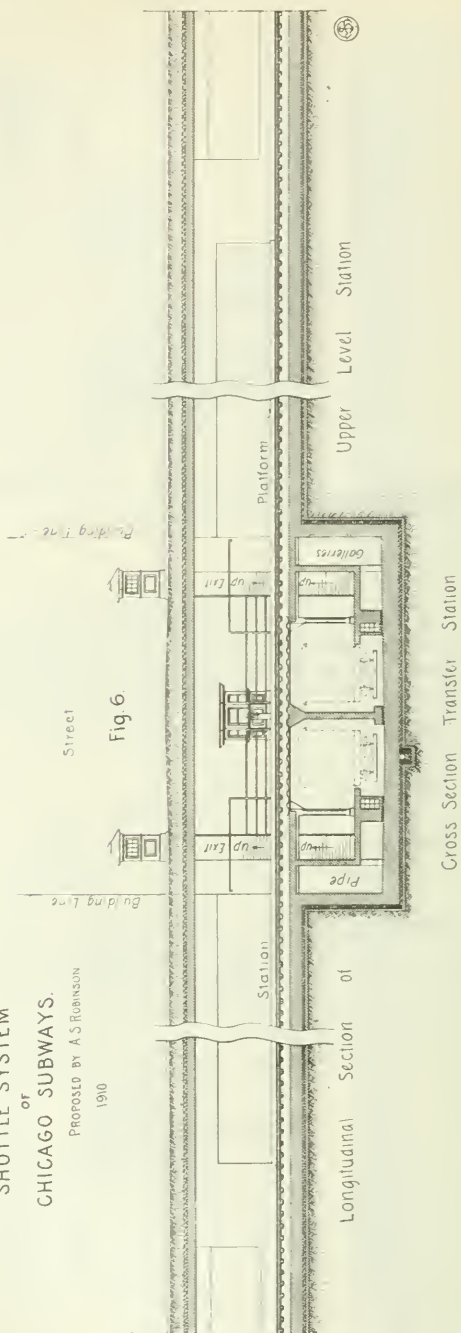 SHUTTLE SYSTEM
OF
CHICAGO SUBWAYS.
PROPOSED BY A S ROBINSON
1910
Street
Fig. 6.
Building Line
Building Line
Exit
up
Exit
up
Station
Platform
Pipe
up
up
Galleries
Longitudinal Section of
Upper Level Station
Cross Section Transfer Station